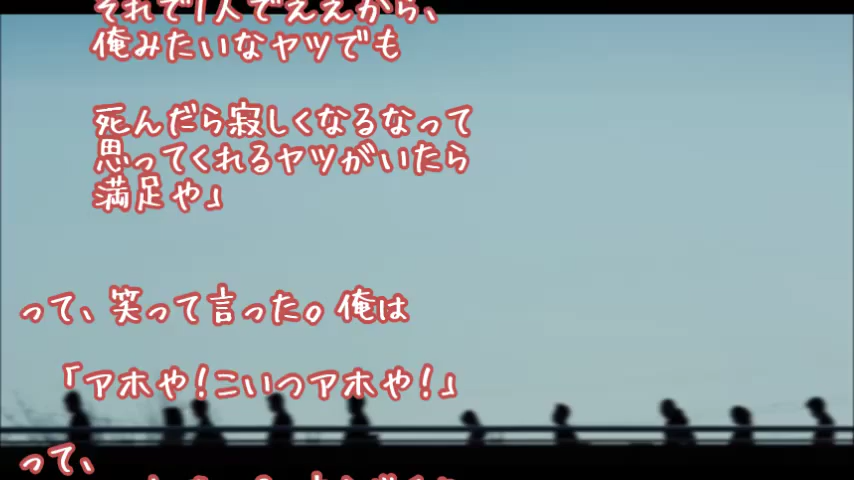 それで1人でええから、
俺みたいなヤツでも
死んだら寂しくなるなって
思ってくれるヤツがいたら
満足や」
って、笑って言った。俺は
「アホや!こいつアホや!」
って、